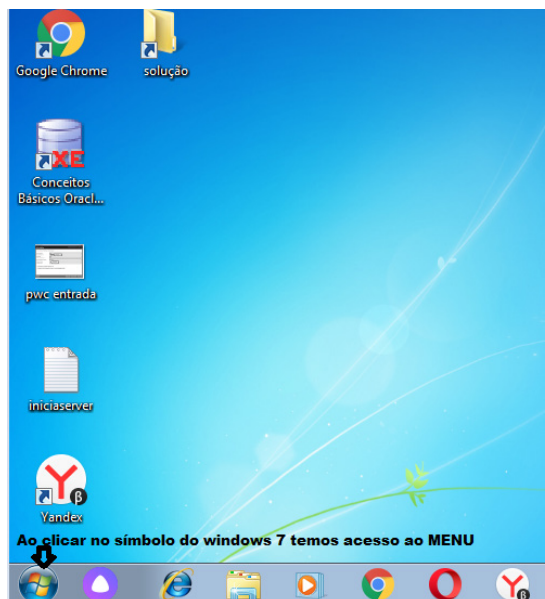 Google Chrome
solução
XE
Conceitos
Básicos Oracl...
pwc entrada
iniciaserver
Y
β
Yandex
Ao clicar no símbolo do windows 7 temos acesso ao MENU
Y
β